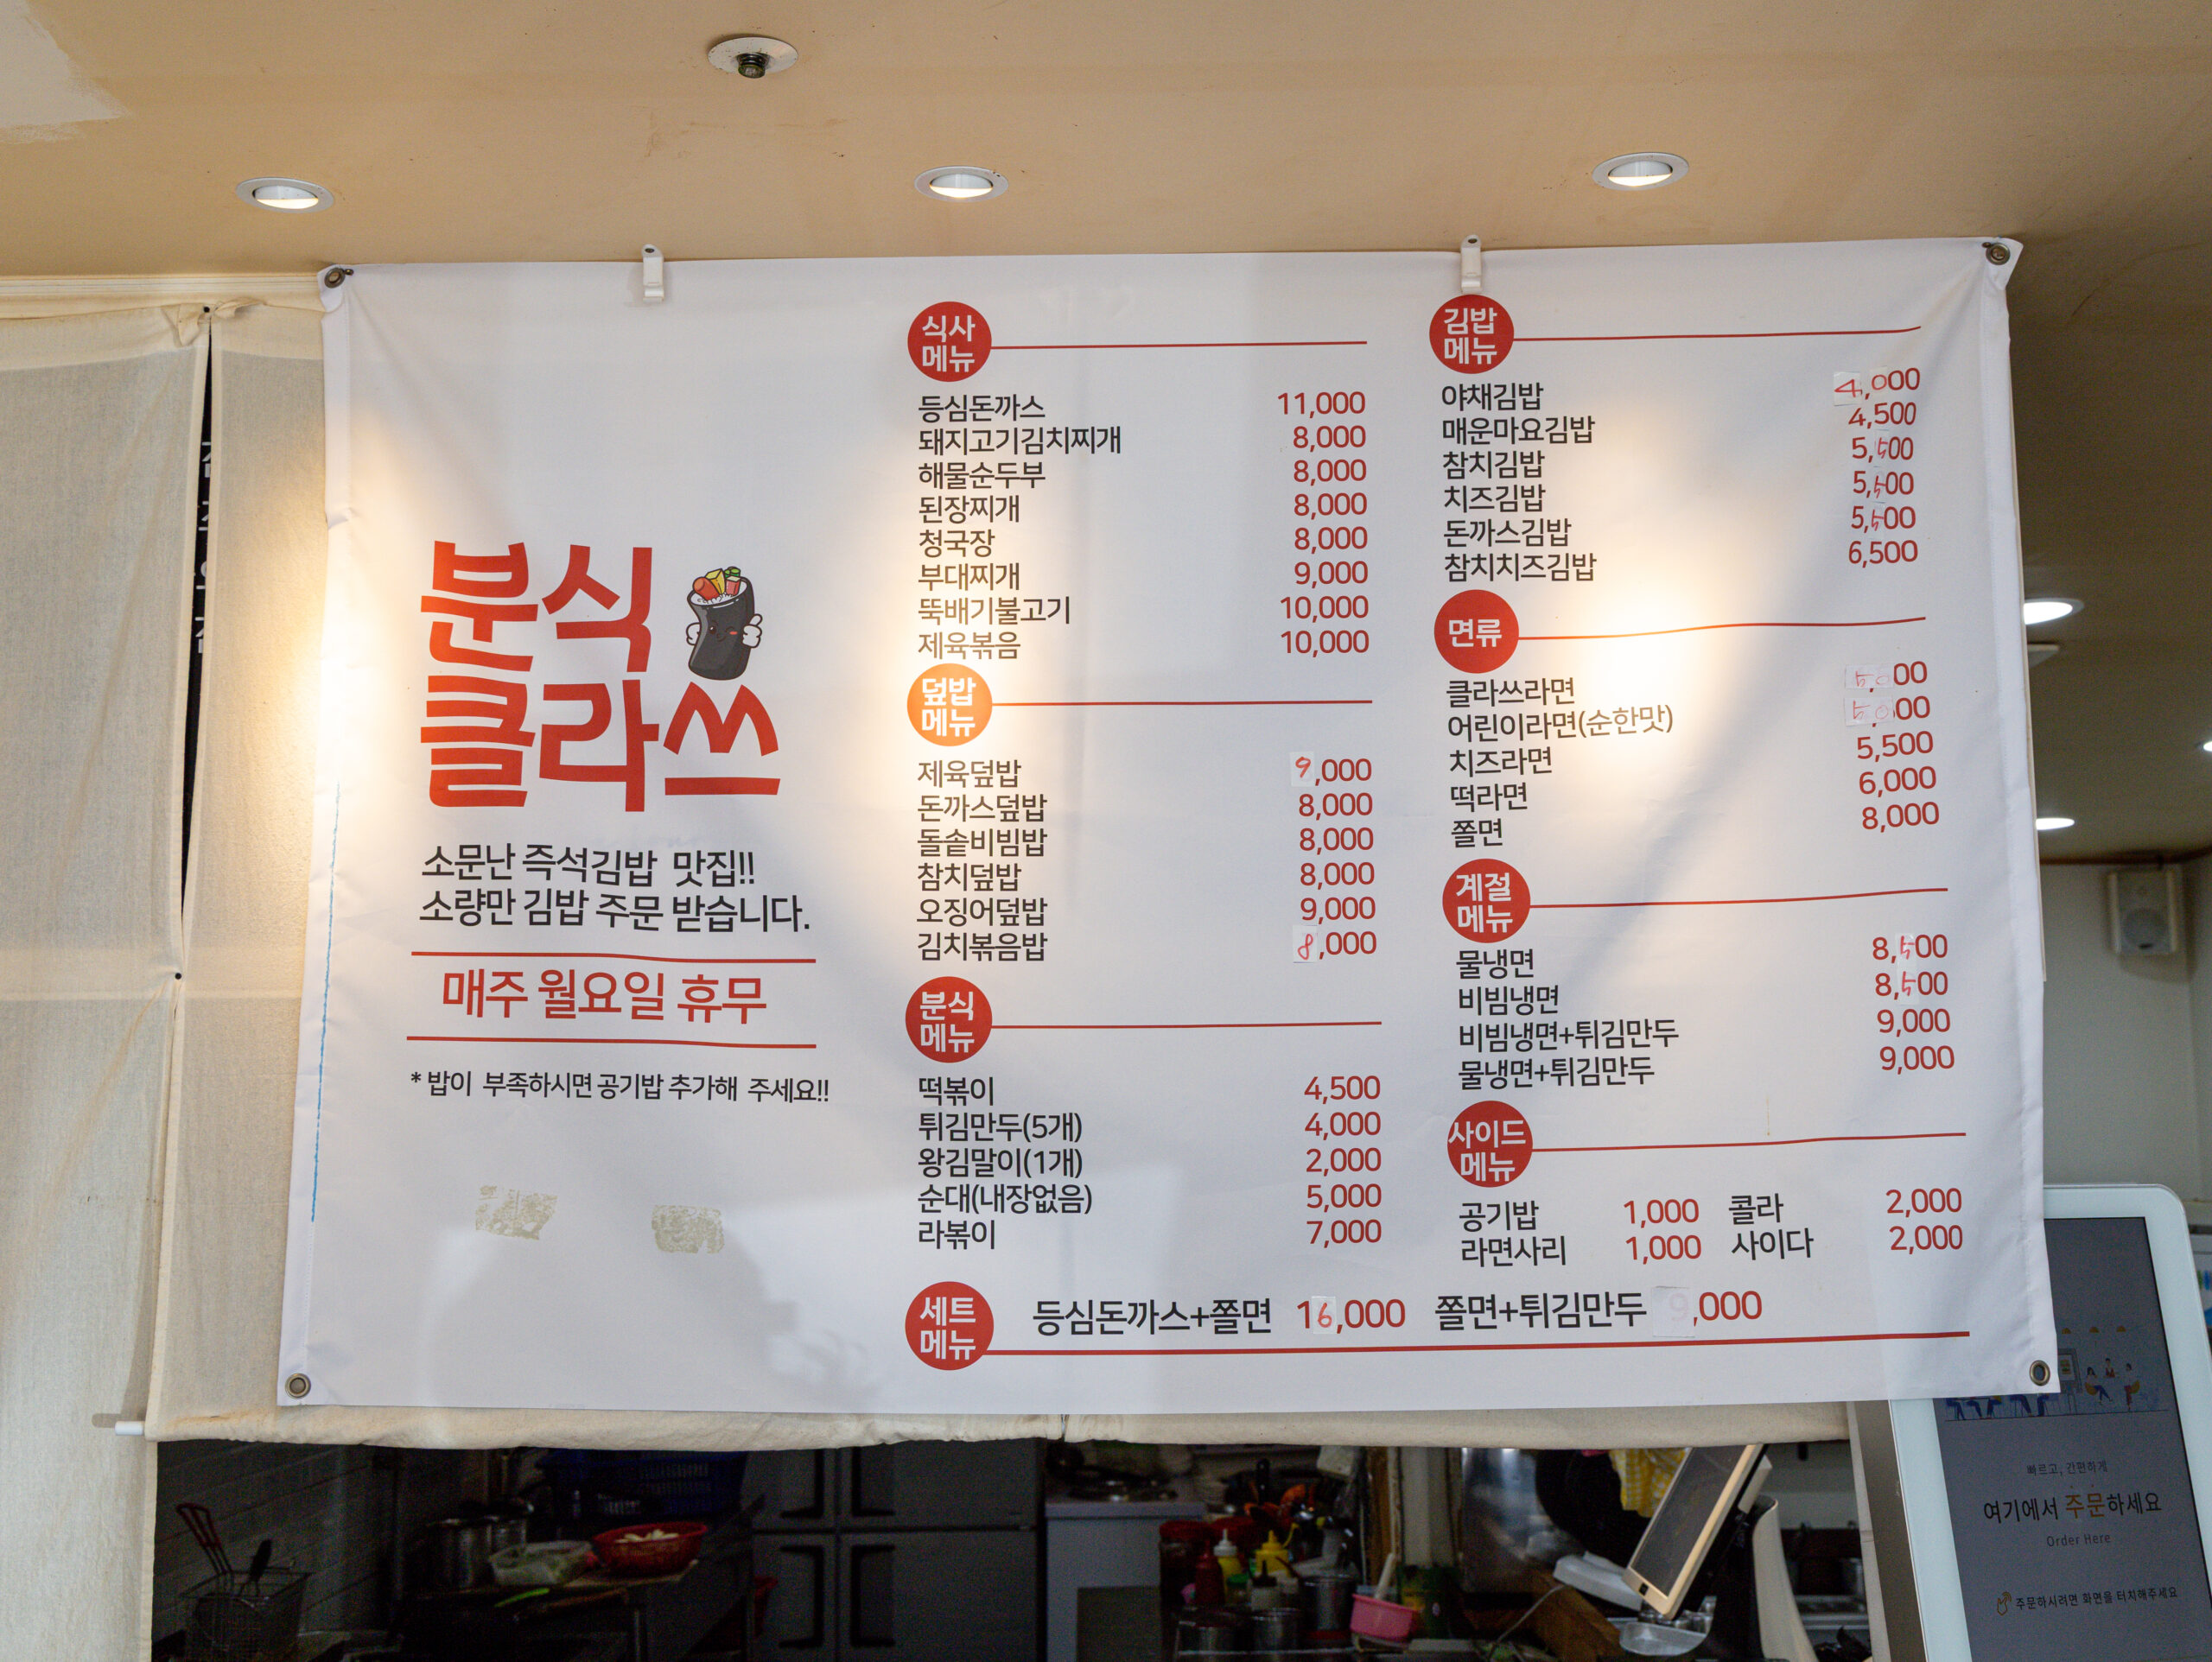 분식
클라쓰
소문난 즉석김밥 맛집!!
소량만 김밥 주문 받습니다.
매주 월요일 휴무
* 밥이 부족하시면 공기밥 추가해 주세요!!
식사
메뉴
등심돈까스 11,000
돼지고기김치찌개 8,000
해물순두부 8,000
된장찌개 8,000
청국장 8,000
부대찌개 9,000
뚝배기불고기 10,000
제육볶음 10,000
덮밥
메뉴
제육덮밥 9,000
돈까스덮밥 8,000
돌솥비빔밥 8,000
참치덮밥 8,000
오징어덮밥 9,000
김치볶음밥 8,000
분식
메뉴
떡볶이 4,500
튀김만두(5개) 4,000
왕김말이(1개) 2,000
순대(내장없음) 5,000
라볶이 7,000
김밥
메뉴
야채김밥 4,000
매운마요김밥 4,500
참치김밥 5,500
치즈김밥 5,500
돈까스김밥 5,500
참치치즈김밥 6,500
면류
클라쓰라면 5,000
어린이라면(순한맛) 5,000
치즈라면 5,500
떡라면 6,000
쫄면 8,000
계절
메뉴
물냉면 8,500
비빔냉면 8,500
비빔냉면+튀김만두 9,000
물냉면+튀김만두 9,000
사이드
메뉴
공기밥 1,000 콜라 2,000
라면사리 1,000 사이다 2,000
세트
메뉴
등심돈까스+쫄면 16,000 쫄면+튀김만두 9,000
빠르고, 간편하게
여기에서 주문하세요
Order Here
주문하시려면 화면을 터치해주세요